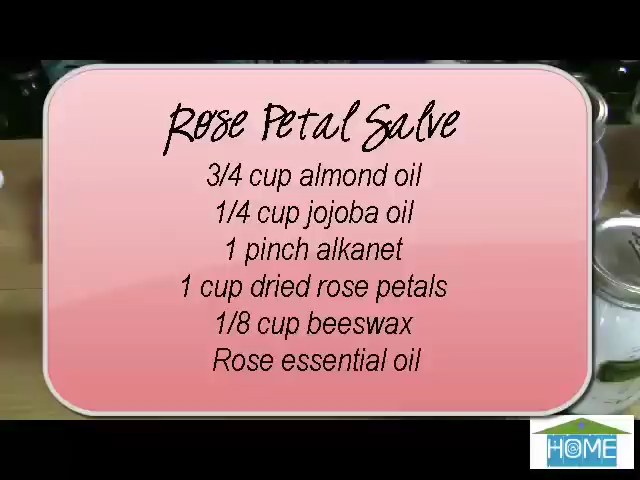 Rose Petal Salve
3/4 cup almond oil
1/4 cup jojoba oil
1 pinch alkanet
1 cup dried rose petals
1/8 cup beeswax
Rose essential oil
HOME